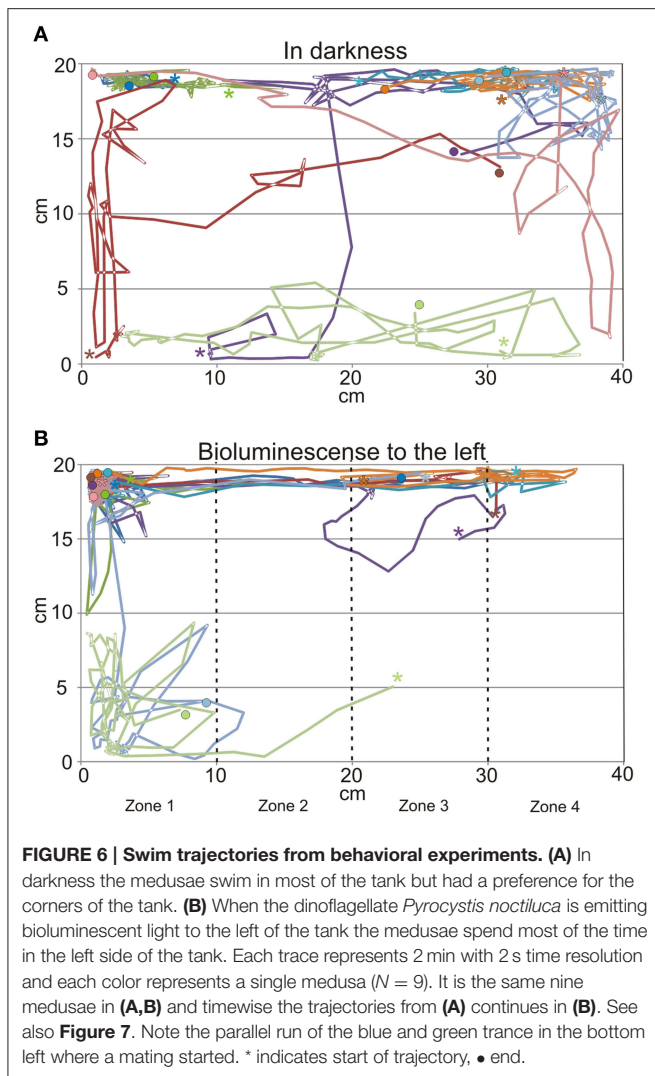 A
In darkness
20
15
10
5
0
cm
0
10
20
30
40
cm
B
Bioluminescense to the left
20
15
10
5
0
cm
0
10
20
30
40
cm
Zone 1
Zone 2
Zone 3
Zone 4
FIGURE 6 | Swim trajectories from behavioral experiments. (A) In
darkness the medusae swim in most of the tank but had a preference for the
corners of the tank. (B) When the dinoflagellate Pyrocystis noctiluca is emitting
bioluminescent light to the left of the tank the medusae spend most of the time
in the left side of the tank. Each trace represents 2 min with 2 s time resolution
and each color represents a single medusa (N = 9). It is the same nine
medusae in (A,B) and timewise the trajectories from (A) continues in (B). See
also Figure 7. Note the parallel run of the blue and green trance in the bottom
left where a mating started. * indicates start of trajectory, • end.